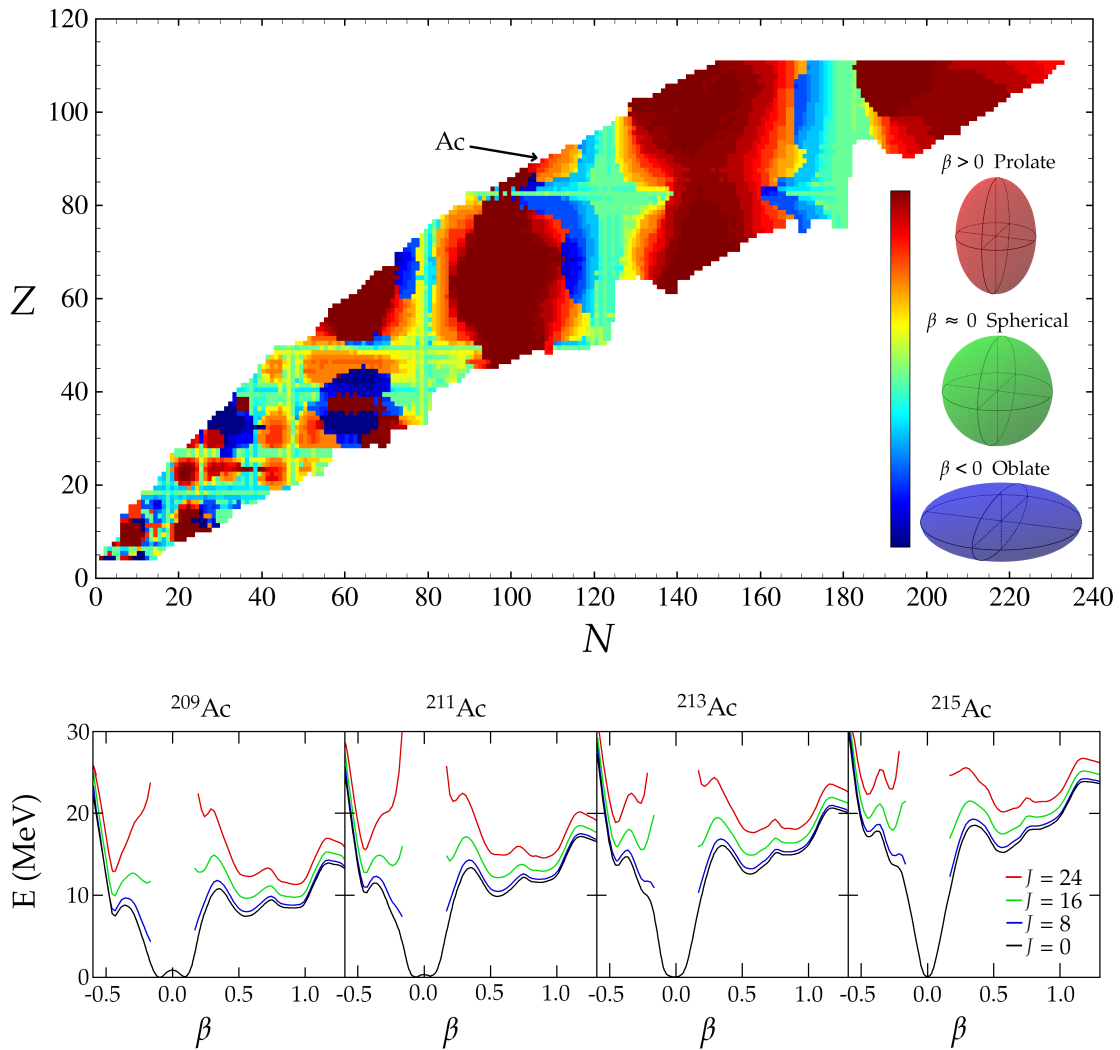 120
100
80
60
40
20
0
Z
Ac
β > 0 Prolate
β ≈ 0 Spherical
β < 0 Oblate
0 20 40 60 80 100 120 140 160 180 200 220 240
N
209Ac 211Ac 213Ac 215Ac
30
20
10
0
E (MeV)
J = 24
J = 16
J = 8
J = 0
-0.5 0.0 0.5 1.0 -0.5 0.0 0.5 1.0 -0.5 0.0 0.5 1.0 -0.5 0.0 0.5 1.0
β β β β